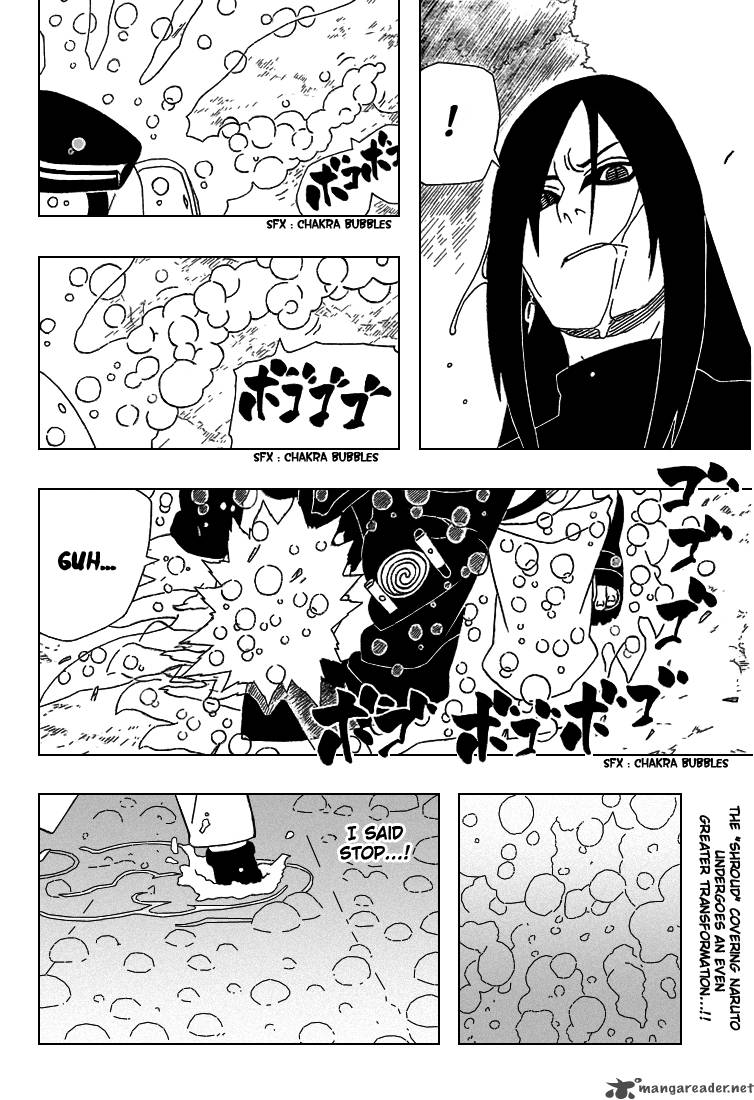 !
ボコボコ
SFX : CHAKRA BUBBLES
ボゴゴゴ
SFX : CHAKRA BUBBLES
GUH...
ゴゴゴゴ
ボゴボゴボゴ
SFX : CHAKRA BUBBLES
THE "SHROUD" COVERING NARUTO
UNDERGOES AN EVEN
GREATER TRANSFORMATION...!!
I SAID
STOP...!
mangareader.net